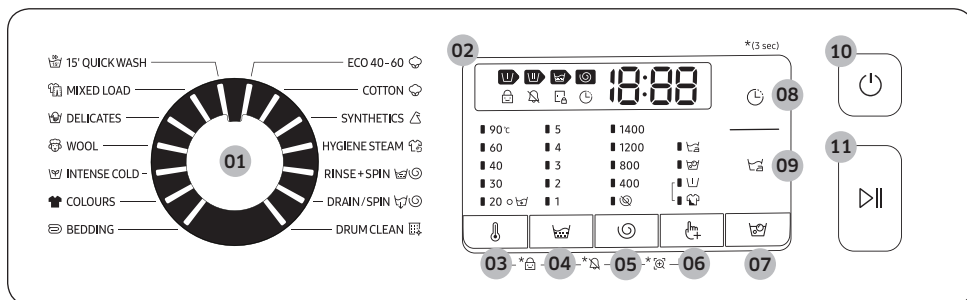 15' QUICK WASH
MIXED LOAD
DELICATES
WOOL
INTENSE COLD
COLOURS
BEDDING
ECO 40-60
COTTON
SYNTHETICS
HYGIENE STEAM
RINSE+SPIN
DRAIN/SPIN
DRUM CLEAN
01
02
18:88
*(3 sec)
90℃ 5 1400
60 4 1200
40 3 800
30 2 400
20 1
03 * 04 * 05 * 06 07
08
09
10
11